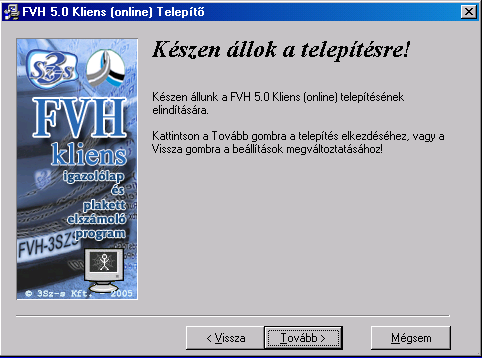 FVH 5.0 Kliens (online) Telepítő
Készen állok a telepítésre!
3Sz-s
FVH
kliens
igazolólap
és
plakett
elszámoló
program
FVH-3SZS
© 3Sz-s Kft. - 2005
Készen állunk a FVH 5.0 Kliens (online) telepítésének
elindítására.
Kattintson a Tovább gombra a telepítés elkezdéséhez, vagy a
Vissza gombra a beállítások megváltoztatásához!
< Vissza
Tovább >
Mégsem